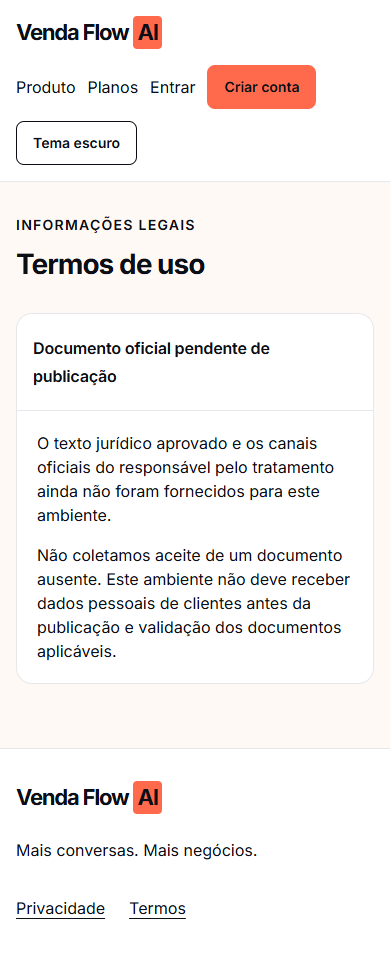 Venda Flow AI
Produto Planos Entrar Criar conta
Tema escuro
INFORMAÇÕES LEGAIS
Termos de uso
Documento oficial pendente de
publicação
O texto jurídico aprovado e os canais
oficiais do responsável pelo tratamento
ainda não foram fornecidos para este
ambiente.
Não coletamos aceite de um documento
ausente. Este ambiente não deve receber
dados pessoais de clientes antes da
publicação e validação dos documentos
aplicáveis.
Venda Flow AI
Mais conversas. Mais negócios.
Privacidade Termos